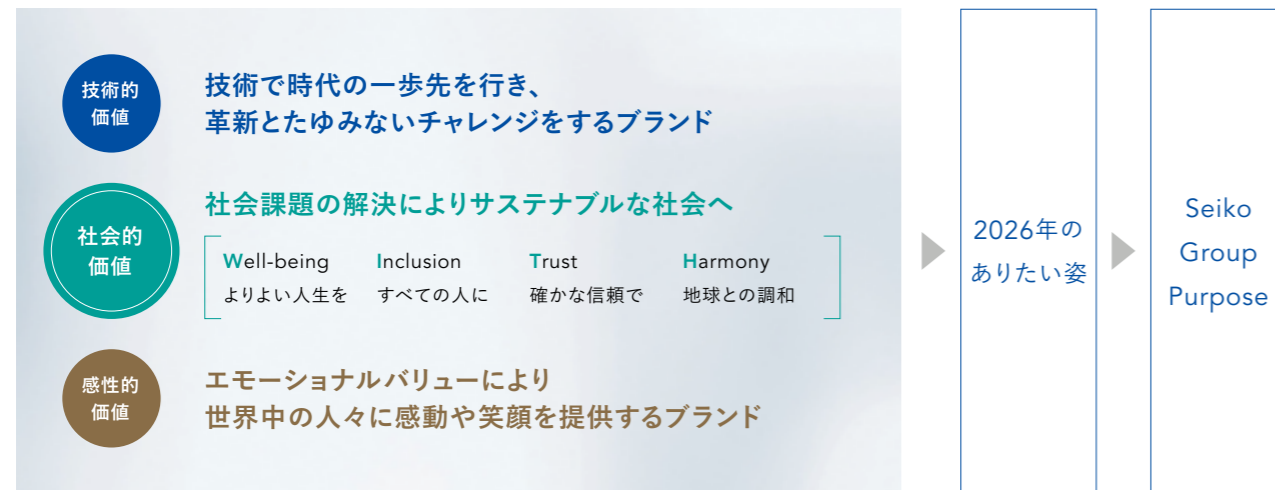 技術的
価値
技術で時代の一歩先を行き、
革新とたゆみないチャレンジをするブランド
社会的
価値
社会課題の解決によりサステナブルな社会へ
Well-being
よりよい人生を
Inclusion
すべての人に
Trust
確かな信頼で
Harmony
地球との調和
感性的
価値
エモーショナルバリューにより
世界中の人々に感動や笑顔を提供するブランド
2026年の
ありたい姿
Seiko
Group
Purpose